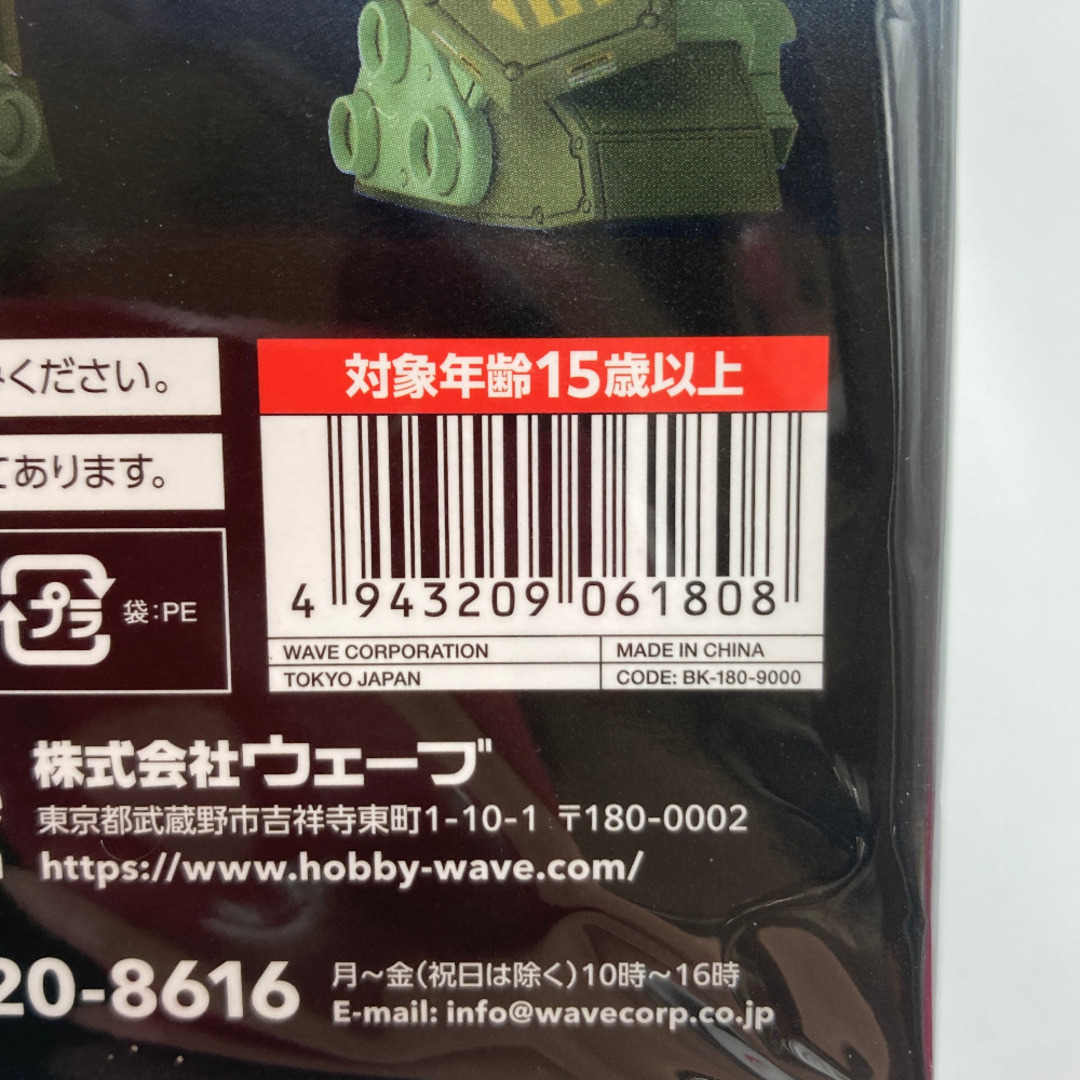 ください。
対象年齢15歳以上
てあります。
プラ
袋:PE
4 943209 061808
WAVE CORPORATION
MADE IN CHINA
TOKYO JAPAN
CODE: BK-180-9000
株式会社ウェーブ
東京都武蔵野市吉祥寺東町1-10-1 〒180-0002
https://www.hobby-wave.com/
20-8616
月〜金(祝日は除く)10時〜16時
E-mail: info@wavecorp.co.jp